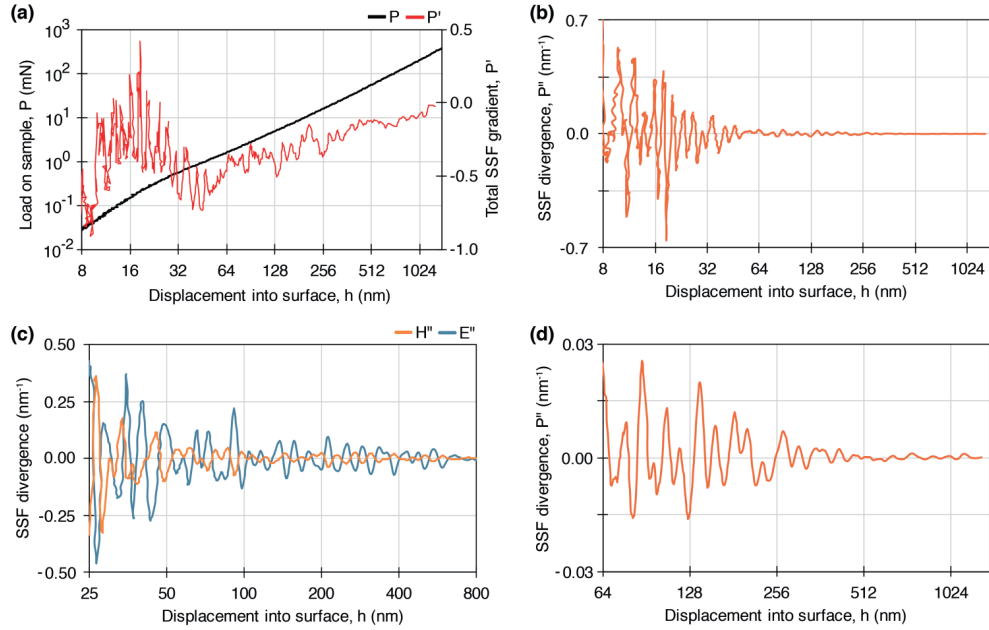 (a)
P P'
10³ 0.5
10² 0.0
10¹
10⁰
10⁻¹ -0.5
10⁻² -1.0
Load on sample, P (mN)
Total SSF gradient, P'
8 16 32 64 128 256 512 1024
Displacement into surface, h (nm)
(b)
0.7
0.0
-0.7
SSF divergence, P" (nm⁻¹)
8 16 32 64 128 256 512 1024
Displacement into surface, h (nm)
(c)
H" E"
0.50
0.25
0.00
-0.25
-0.50
SSF divergence (nm⁻¹)
25 50 100 200 400 800
Displacement into surface, h (nm)
(d)
0.03
0.00
-0.03
SSF divergence, P" (nm⁻¹)
64 128 256 512 1024
Displacement into surface, h (nm)